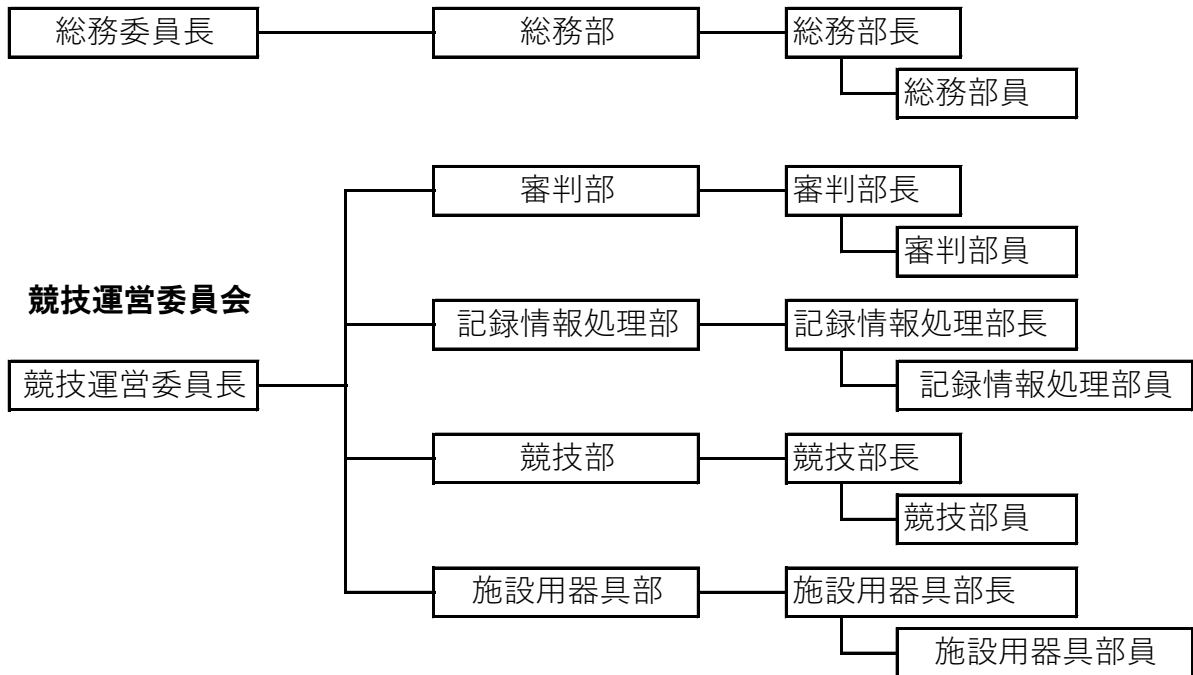 総務委員長
総務部
総務部長
総務部員
審判部
審判部長
審判部員
競技運営委員会
記録情報処理部
記録情報処理部長
競技運営委員長
記録情報処理部員
競技部
競技部長
競技部員
施設用器具部
施設用器具部長
施設用器具部員